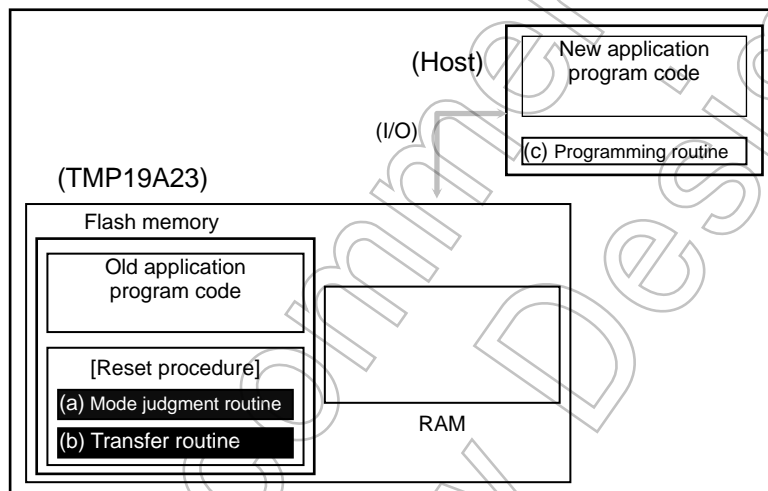 New application
program code
(Host)
(I/O)
(c) Programming routine
(TMP19A23)
Flash memory
Old application
program code
[Reset procedure]
(a) Mode judgment routine
(b) Transfer routine
RAM